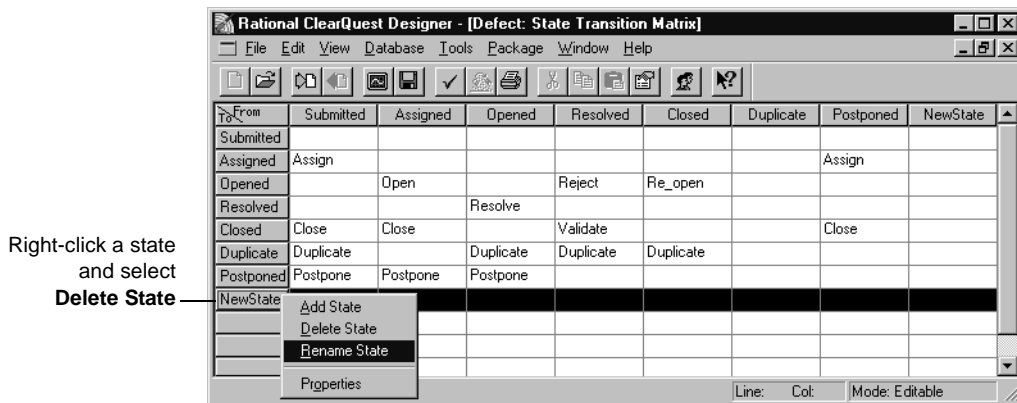 Rational ClearQuest Designer - [Defect: State Transition Matrix]
File Edit View Database Tools Package Window Help
From To Submitted Assigned Opened Resolved Closed Duplicate Postponed NewState
Submitted
Assigned Assign Assign
Opened Open Reject Re_open
Resolved Resolve
Closed Close Close Validate Close
Duplicate Duplicate Duplicate Duplicate Duplicate
Postponed Postpone Postpone Postpone
NewState
Right-click a state
and select
Delete State
Add State
Delete State
Rename State
Properties
Line: Col: Mode: Editable